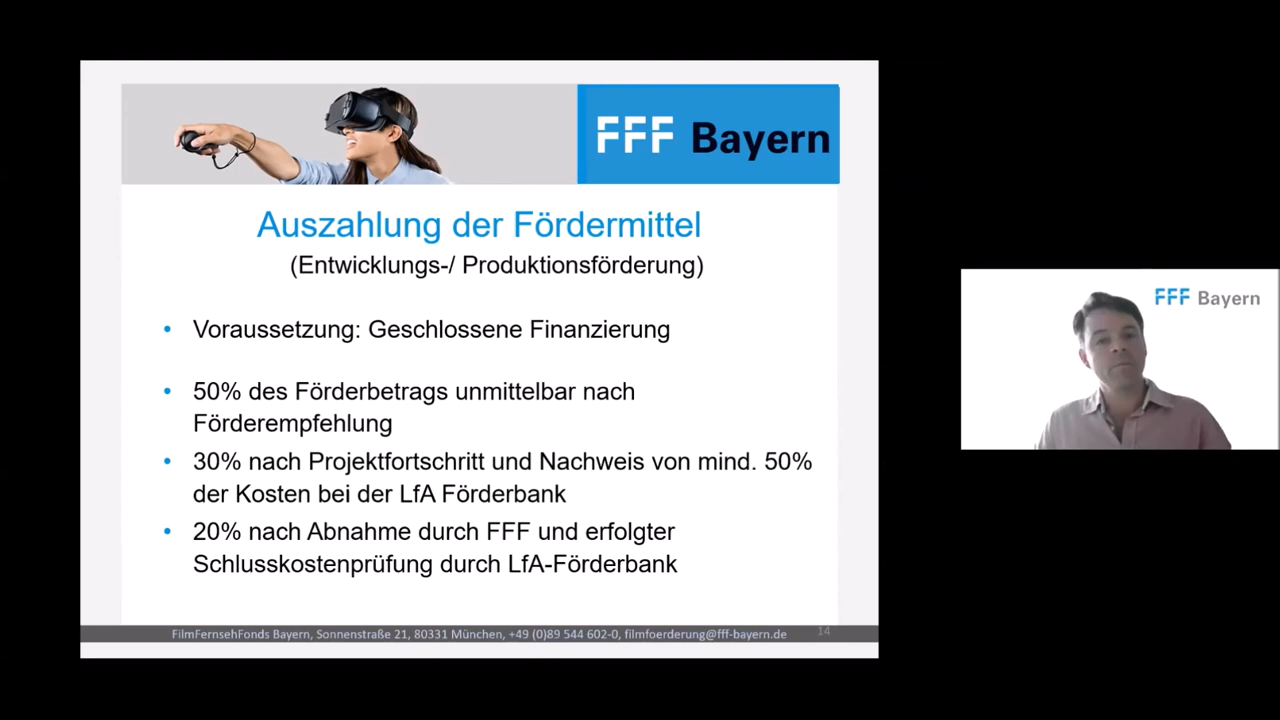 FFF Bayern
Auszahlung der Fördermittel
(Entwicklungs-/ Produktionsförderung)
• Voraussetzung: Geschlossene Finanzierung
• 50% des Förderbetrags unmittelbar nach
Förderempfehlung
• 30% nach Projektfortschritt und Nachweis von mind. 50%
der Kosten bei der LfA Förderbank
• 20% nach Abnahme durch FFF und erfolgter
Schlusskostenprüfung durch LfA-Förderbank
FilmFernsehFonds Bayern, Sonnenstraße 21, 80331 München, +49 (0)89 544 602-0, filmfoerderung@fff-bayern.de
14
FFF Bayern